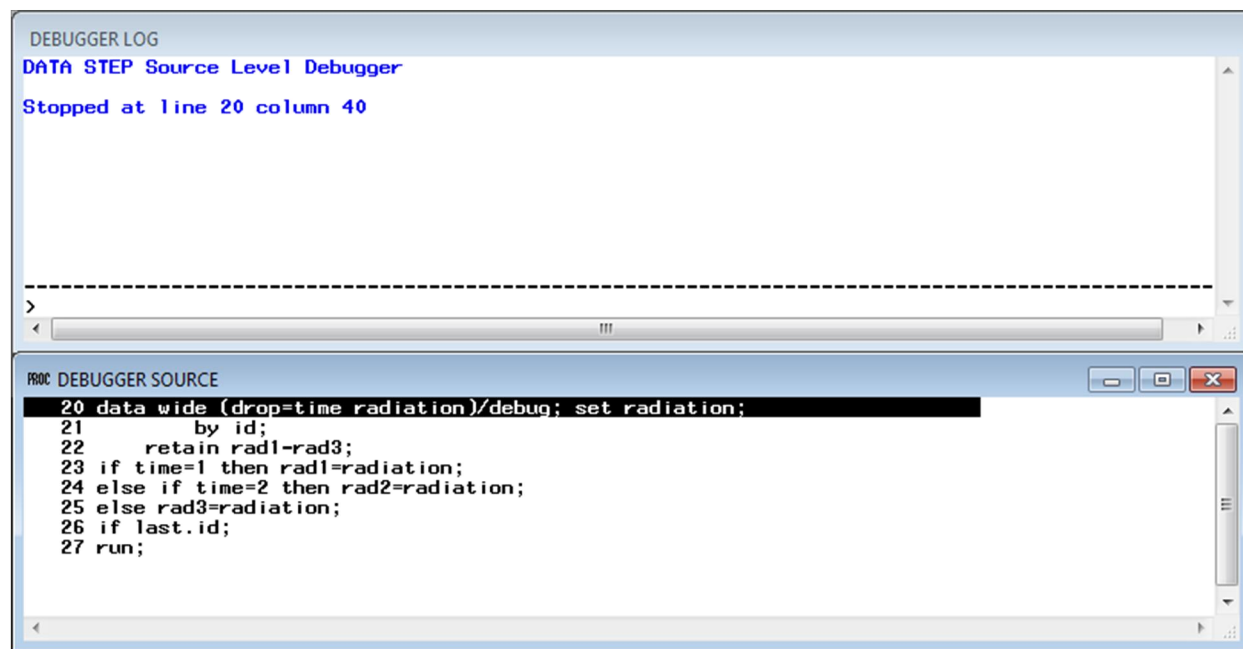 DEBUGGER LOG
DATA STEP Source Level Debugger
Stopped at line 20 column 40
>
PROC DEBUGGER SOURCE
20 data wide (drop=time radiation)/debug; set radiation;
21 by id;
22 retain rad1-rad3;
23 if time=1 then rad1=radiation;
24 else if time=2 then rad2=radiation;
25 else rad3=radiation;
26 if last.id;
27 run;